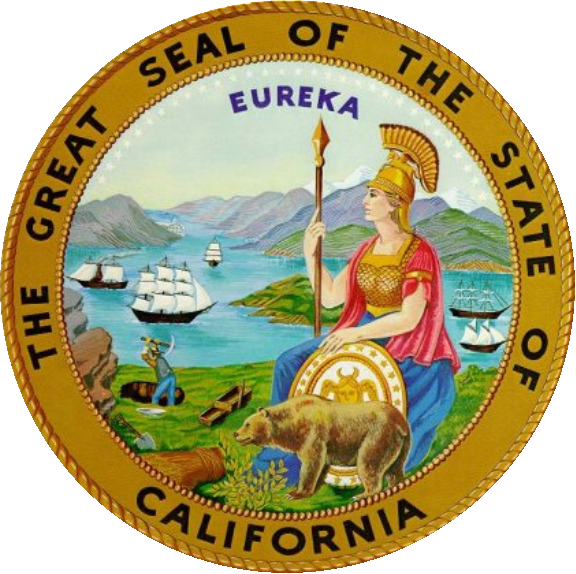 THE GREAT SEAL OF THE STATE OF
CALIFORNIA
EUREKA